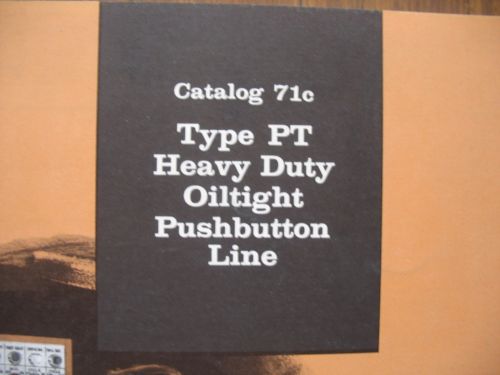 Catalog 71c
Type PT
Heavy Duty
Oiltight
Pushbutton
Line